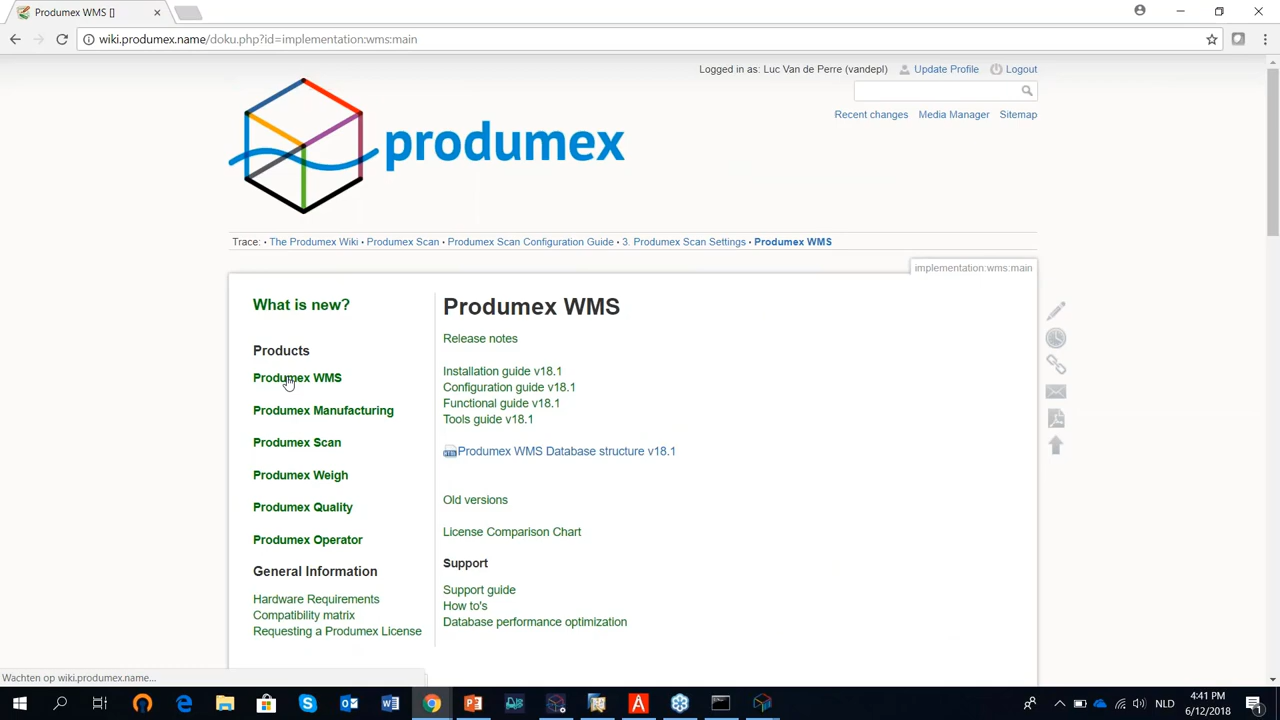 Produmex WMS []
wiki.produmex.name/doku.php?id=implementation:wms:main
Logged in as: Luc Van de Perre (vandepl) Update Profile Logout
Recent changes Media Manager Sitemap
produmex
Trace: • The Produmex Wiki • Produmex Scan • Produmex Scan Configuration Guide • 3. Produmex Scan Settings • Produmex WMS
implementation:wms:main
What is new?
Products
Produmex WMS
Produmex Manufacturing
Produmex Scan
Produmex Weigh
Produmex Quality
Produmex Operator
General Information
Hardware Requirements
Compatibility matrix
Requesting a Produmex License
Produmex WMS
Release notes
Installation guide v18.1
Configuration guide v18.1
Functional guide v18.1
Tools guide v18.1
Produmex WMS Database structure v18.1
Old versions
License Comparison Chart
Support
Support guide
How to's
Database performance optimization
Wachten op wiki.produmex.name...
NLD
4:41 PM
6/12/2018
1